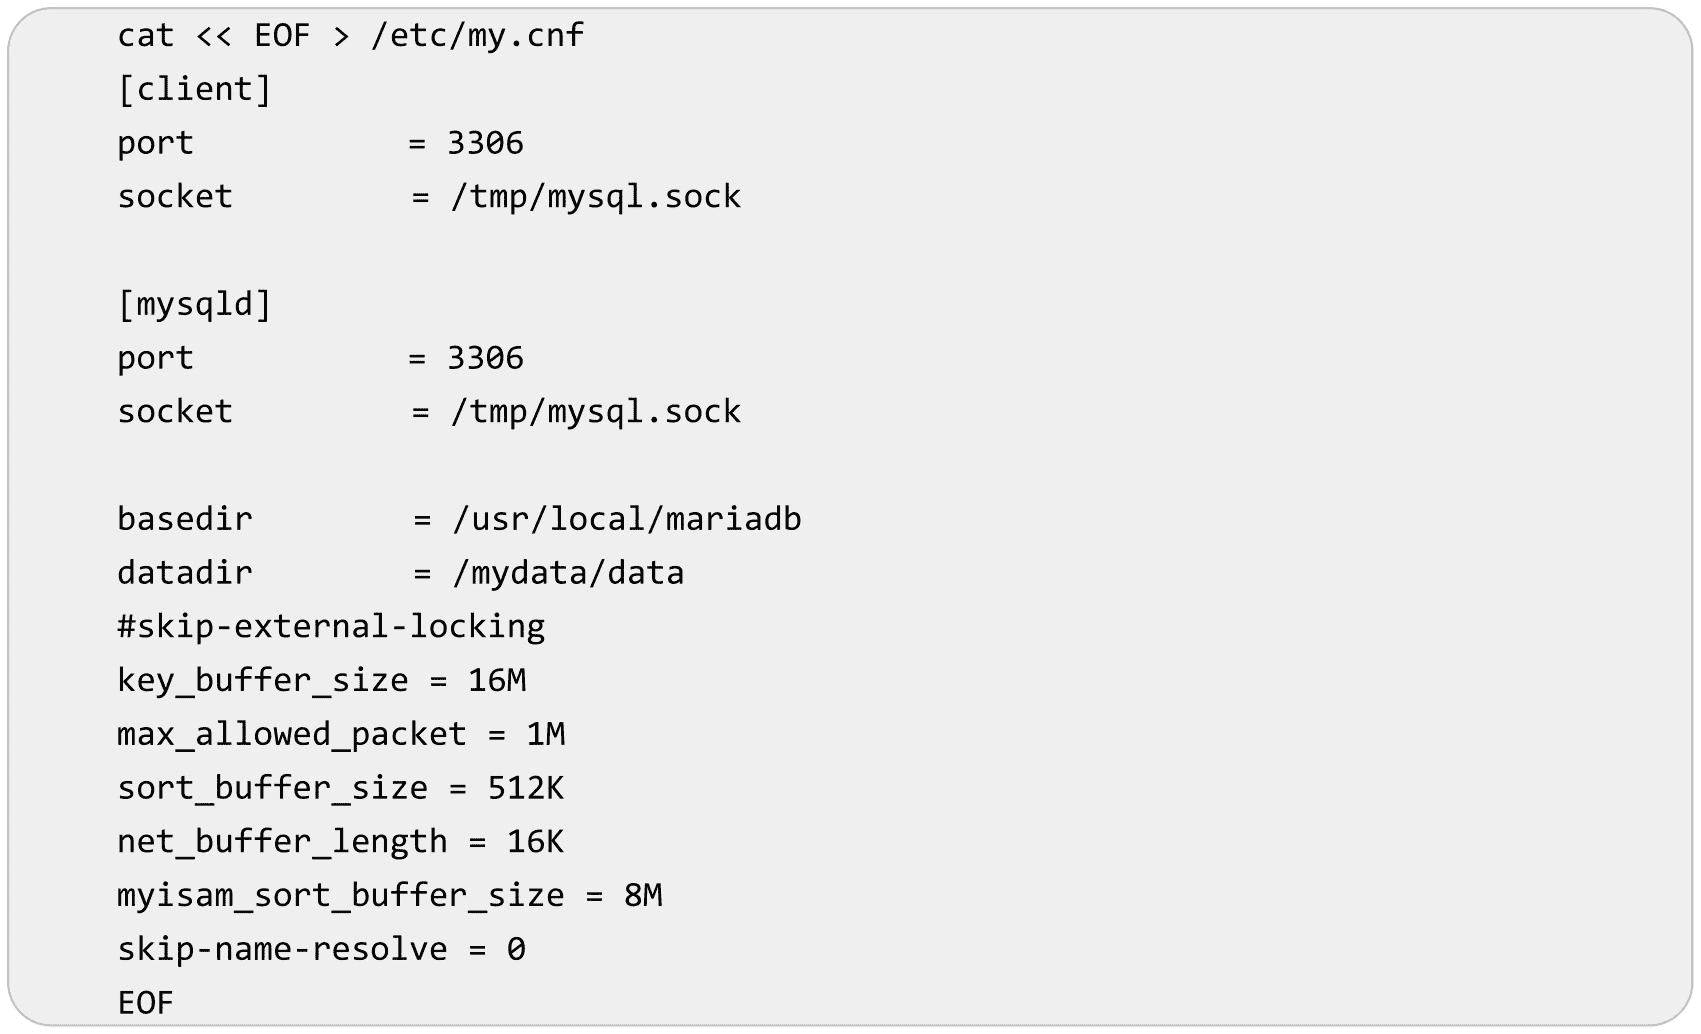 cat << EOF > /etc/my.cnf
[client]
port           = 3306
socket         = /tmp/mysql.sock

[mysqld]
port           = 3306
socket         = /tmp/mysql.sock

basedir        = /usr/local/mariadb
datadir        = /mydata/data
#skip-external-locking
key_buffer_size = 16M
max_allowed_packet = 1M
sort_buffer_size = 512K
net_buffer_length = 16K
myisam_sort_buffer_size = 8M
skip-name-resolve = 0
EOF